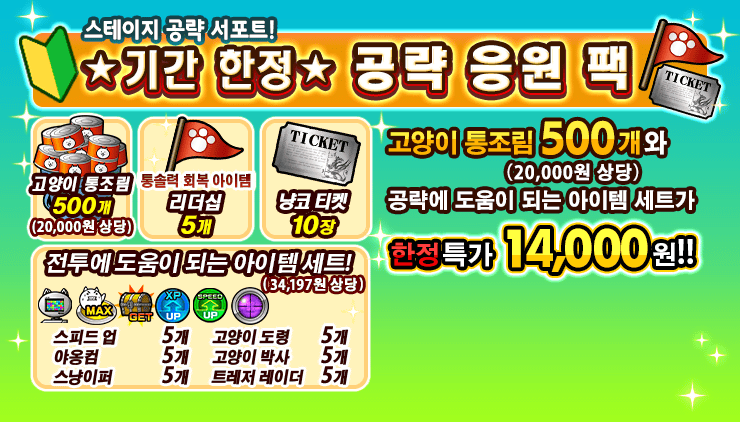 스테이지 공략 서포트!
★기간 한정★ 공략 응원 팩
TICKET
고양이 통조림
500개
(20,000원 상당)
통솔력 회복 아이템
리더십
5개
TICKET
냥코 티켓
10장
고양이 통조림 500개와
(20,000원 상당)
공략에 도움이 되는 아이템 세트가
한정특가 14,000원!!
전투에 도움이 되는 아이템 세트!
(34,197원 상당)
MAX GET XP UP SPEED UP
스피드 업 5개 고양이 도령 5개
야옹컴 5개 고양이 박사 5개
스냥이퍼 5개 트레저 레이더 5개